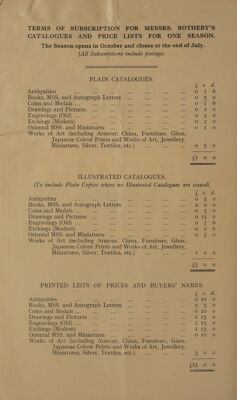 TERMS OF SUBSCRIPTION FOR MESSRS. SOTHEBY'S
CATALOGUES AND PRICE LISTS FOR ONE SEASON.
The Season opens in October and closes at the end of July.
(All Subscriptions include postage)
PLAIN CATALOGUES.
£ s. d.
Antiquities ... 0 1 6
Books, MSS. and Autograph Letters ... 0 5 0
Coins and Medals ... 0 1 6
Drawings and Pictures ... 0 2 0
Engravings (Old) ... 0 2 0
Etchings (Modern) ... 0 2 0
Oriental MSS. and Miniatures ... 0 1 0
Works of Art (including Armour, China, Furniture, Glass,
Japanese Colour Prints and Works of Art, Jewellery,
Miniatures, Silver, Textiles, etc.) ... 0 5 0
£1 0 0
ILLUSTRATED CATALOGUES.
(To include Plain Copies where no Illustrated Catalogues are issued)
£ s. d.
Antiquities ... 0 5 0
Books, MSS. and Autograph Letters ... 2 0 0
Coins and Medals ... 0 5 0
Drawings and Pictures ... 0 15 0
Engravings (Old) ... 0 7 6
Etchings (Modern) ... 0 2 6
Oriental MSS. and Miniatures ... 0 5 0
Works of Art (including Armour, China, Furniture, Glass,
Japanese Colour Prints and Works of Art, Jewellery,
Miniatures, Silver, Textiles, etc.) ... 1 0 0
£5 0 0
PRINTED LISTS OF PRICES AND BUYERS' NAMES.
£ s. d.
Antiquities ... 0 10 0
Books, MSS. and Autograph Letters ... 5 5 0
Coins and Medals ... 0 10 0
Drawings and Pictures ... 1 15 0
Engravings (Old) ... 1 15 0
Etchings (Modern) ... 1 15 0
Oriental MSS. and Miniatures ... 0 10 0
Works of Art (including Armour, China, Furniture, Glass,
Japanese Colour Prints and Works of Art, Jewellery,
Miniatures, Silver, Textiles, etc.) ... 3 0 0
£15 0 0